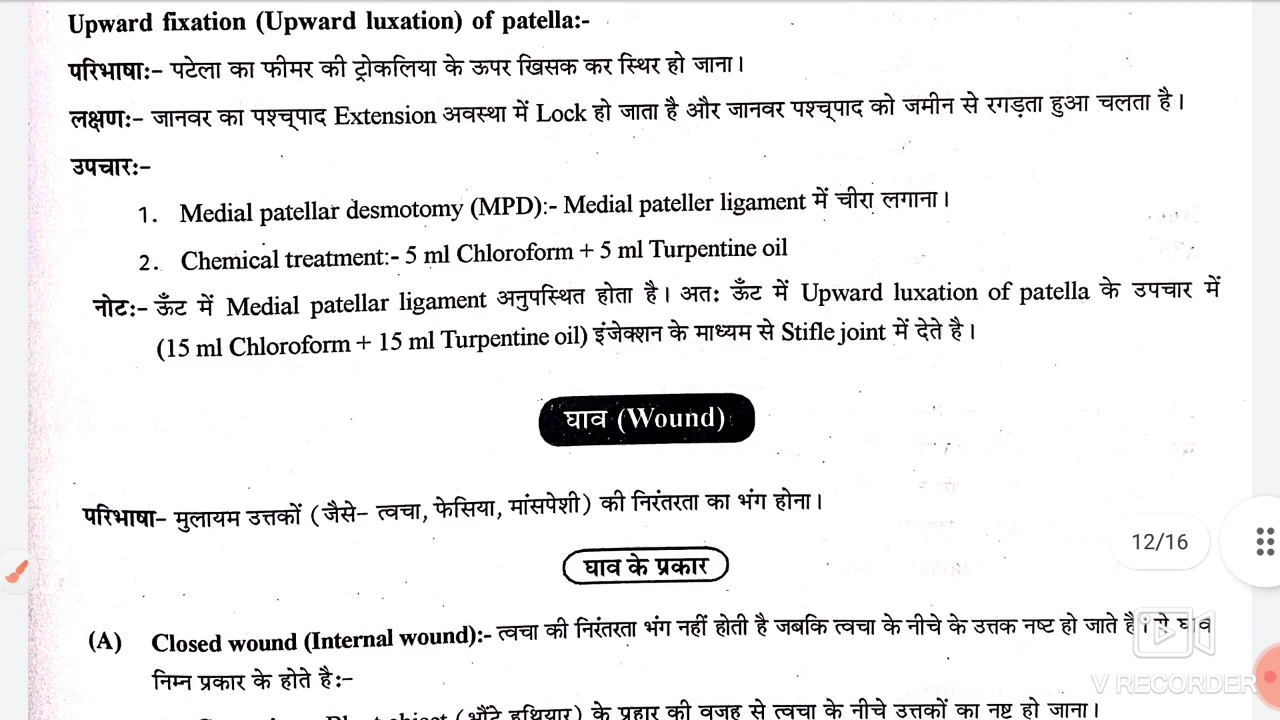 Upward fixation (Upward luxation) of patella:-
परिभाषाः- पटेला का फीमर की ट्रोकलिया के ऊपर खिसक कर स्थिर हो जाना।
लक्षणः- जानवर का पश्च्पाद Extension अवस्था में Lock हो जाता है और जानवर पश्च्पाद को जमीन से रगड़ता हुआ चलता है।
उपचारः-
1. Medial patellar desmotomy (MPD):- Medial pateller ligament में चीरा लगाना।
2. Chemical treatment:- 5 ml Chloroform + 5 ml Turpentine oil
नोटः- ऊँट में Medial patellar ligament अनुपस्थित होता है। अतः ऊँट में Upward luxation of patella के उपचार में
(15 ml Chloroform + 15 ml Turpentine oil) इंजेक्शन के माध्यम से Stifle joint में देते है।
घाव (Wound)
परिभाषा- मुलायम उत्तकों (जैसे- त्वचा, फेसिया, मांसपेशी) की निरंतरता का भंग होना।
12/16
घाव के प्रकार
(A) Closed wound (Internal wound):- त्वचा की निरंतरता भंग नहीं होती है जबकि त्वचा के नीचे के उत्तक नष्ट हो जाते है। ये घाव
निम्न प्रकार के होते है:-
V RECORDER
object (भौंटे हथियार) के प्रहार की वजह से त्वचा के नीचे उत्तकों का नष्ट हो जाना।